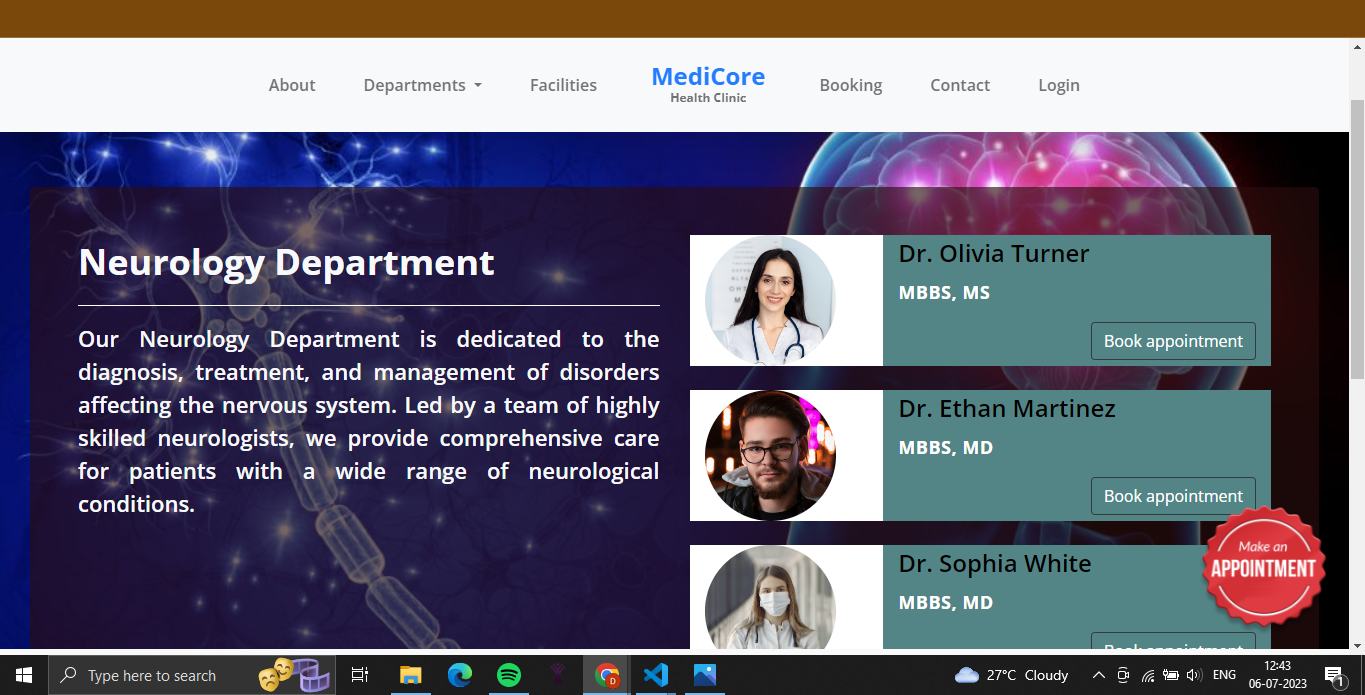 About
Departments
Facilities
MediCore
Health Clinic
Booking
Contact
Login
Neurology Department
Our Neurology Department is dedicated to the
diagnosis, treatment, and management of disorders
affecting the nervous system. Led by a team of highly
skilled neurologists, we provide comprehensive care
for patients with a wide range of neurological
conditions.
Dr. Olivia Turner
MBBS, MS
Book appointment
Dr. Ethan Martinez
MBBS, MD
Book appointment
Dr. Sophia White
MBBS, MD
Book appointment
Make an
APPOINTMENT
Type here to search
27°C Cloudy
ENG
12:43
06-07-2023
1